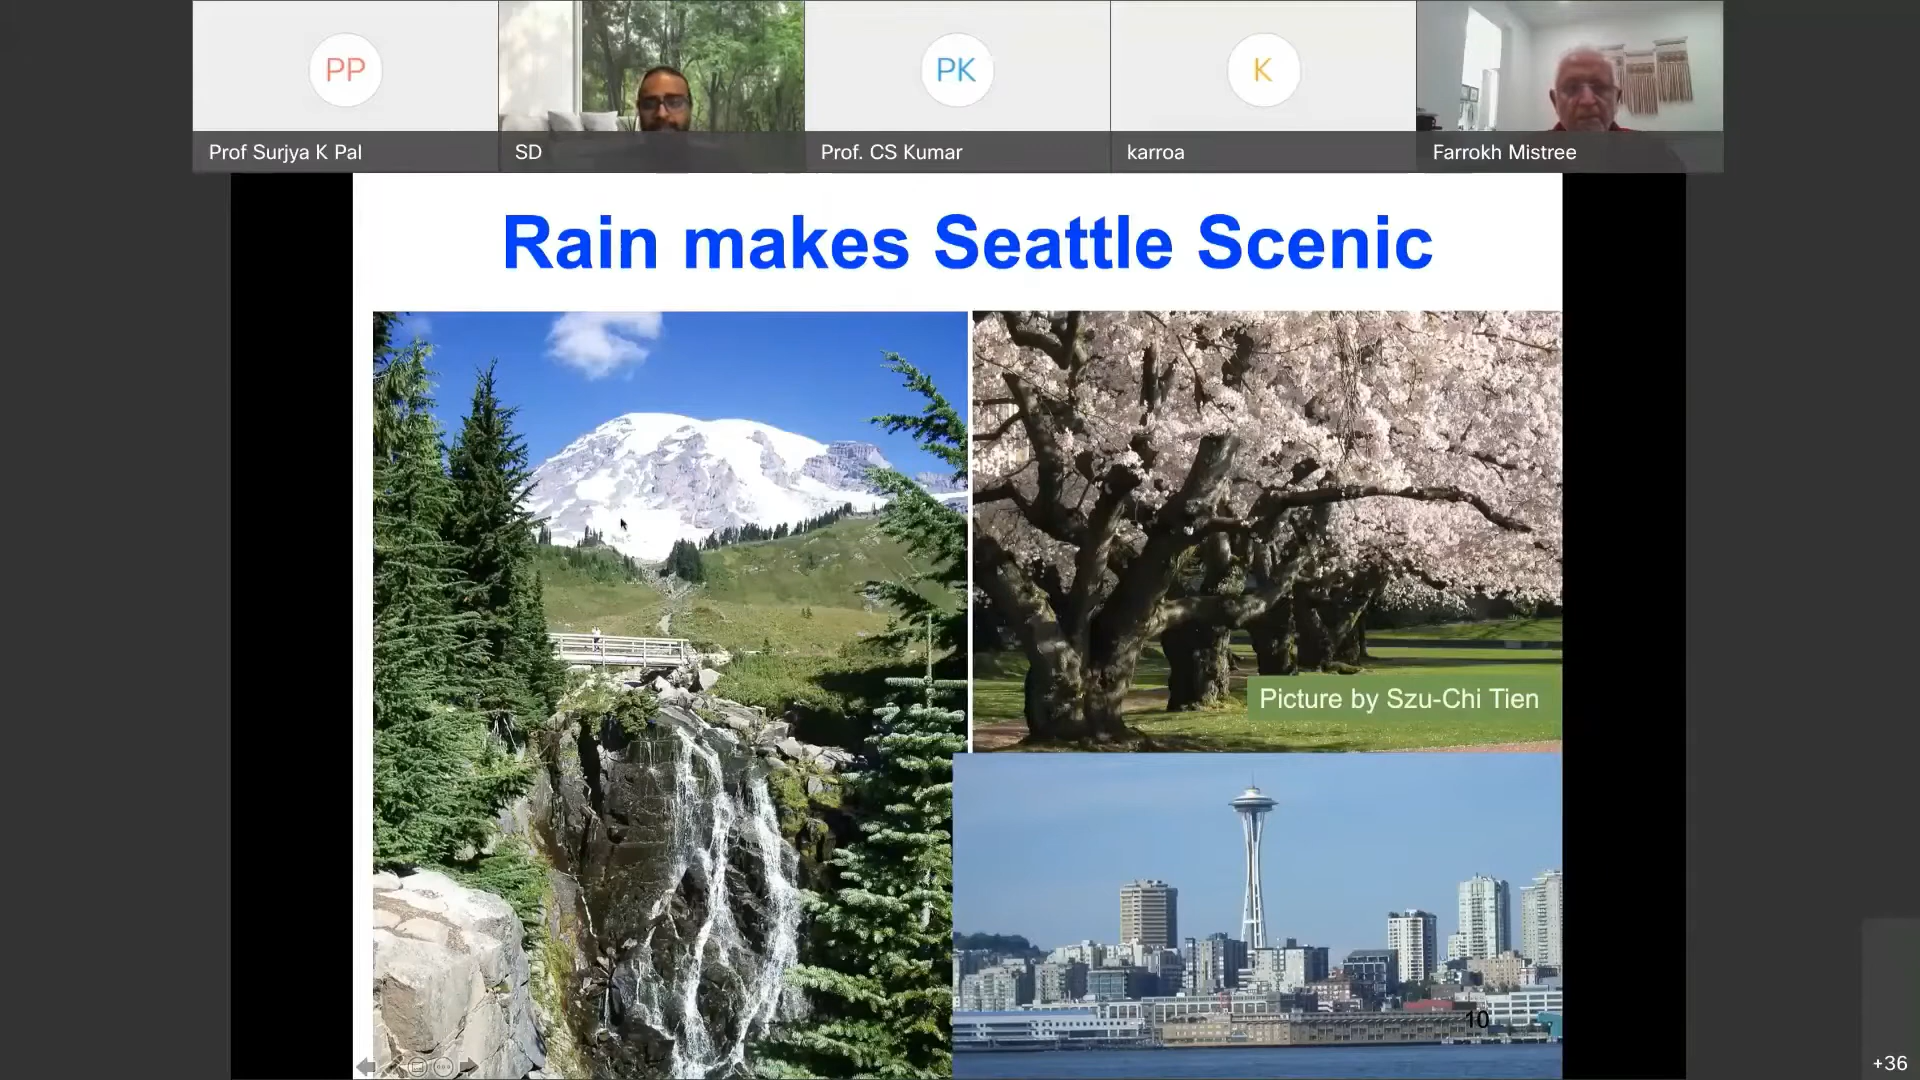 PP
PK
K
Prof Surjya K Pal
SD
Prof. CS Kumar
karroa
Farrokh Mistree
Rain makes Seattle Scenic
Picture by Szu-Chi Tien
10
+36